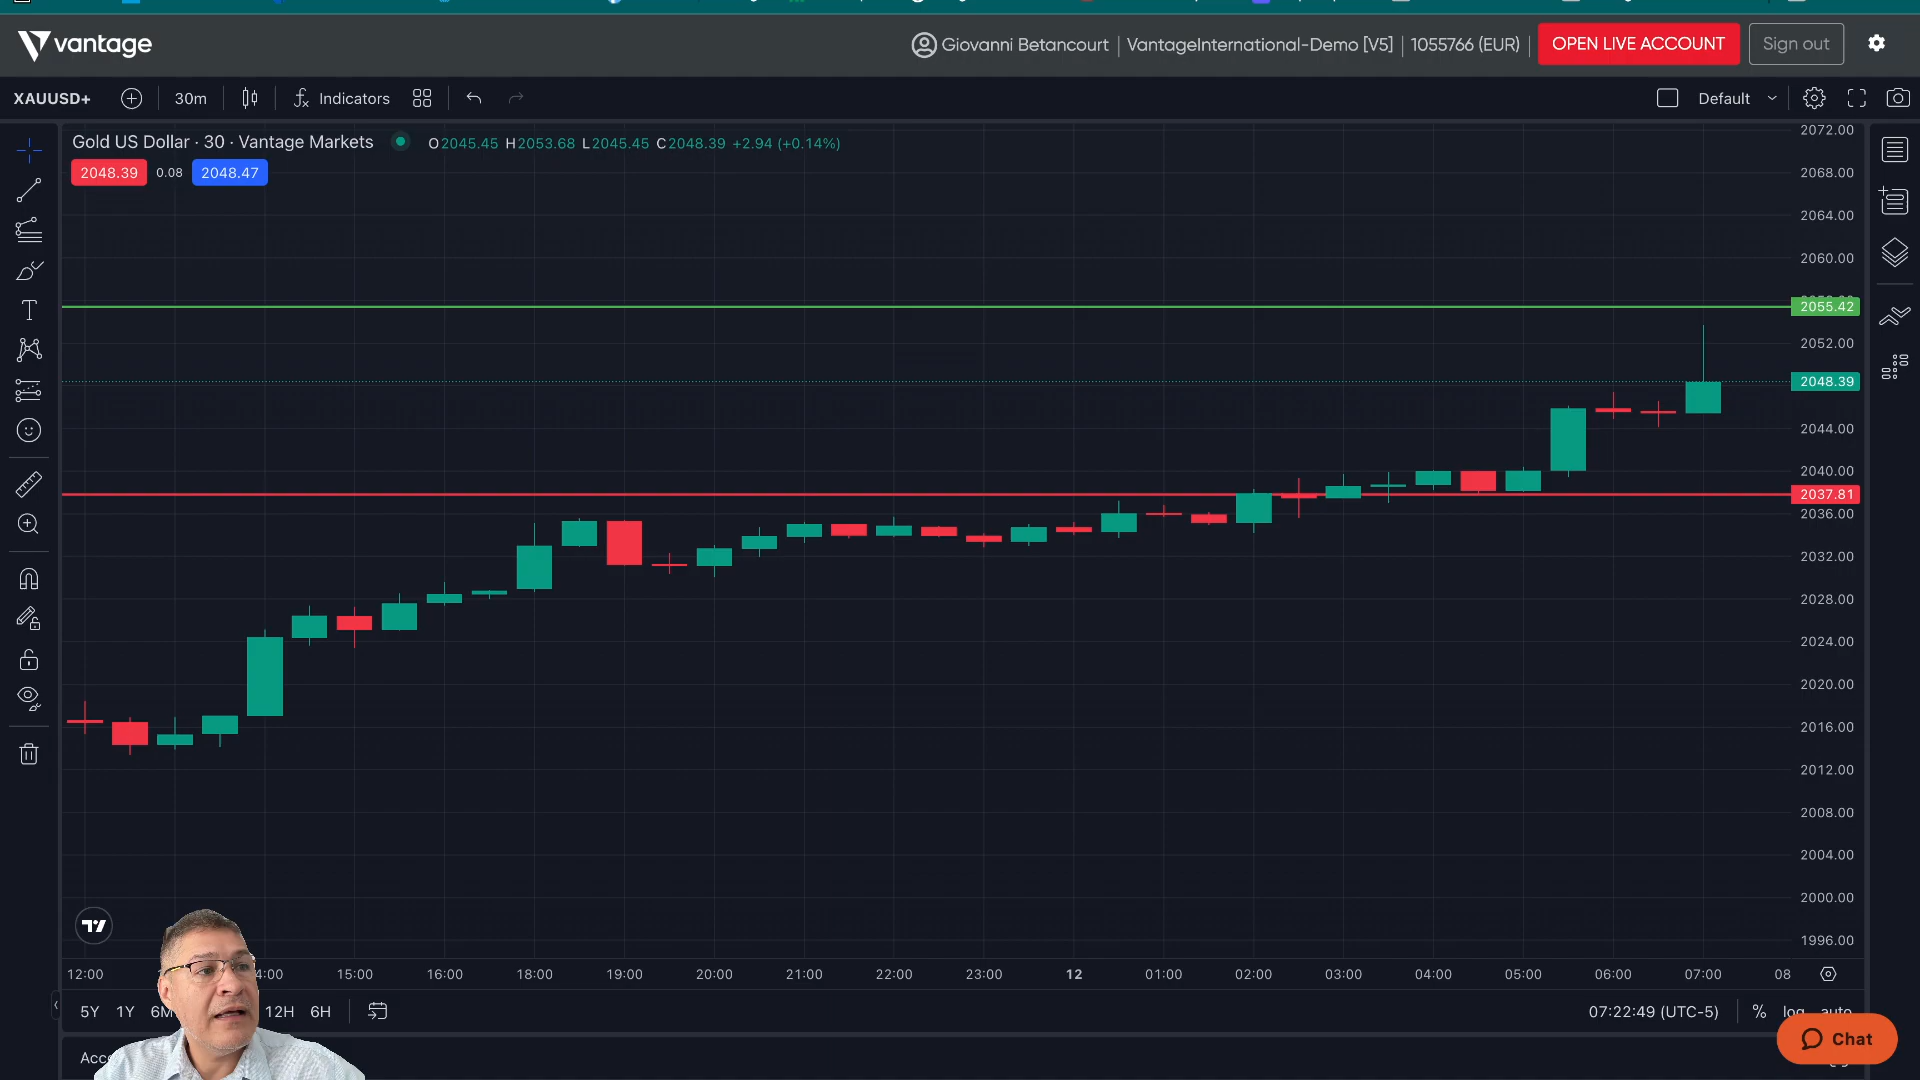 vantage
Giovanni Betancourt | VantageInternational-Demo [V5] | 1055766 (EUR)
OPEN LIVE ACCOUNT
Sign out
XAUUSD+
30m
Indicators
Default
Gold US Dollar · 30 · Vantage Markets
O2045.45 H2053.68 L2045.45 C2048.39 +2.94 (+0.14%)
2048.39 0.08 2048.47
2072.00
2068.00
2064.00
2060.00
2055.42
2052.00
2048.39
2044.00
2040.00
2037.81
2036.00
2032.00
2028.00
2024.00
2020.00
2016.00
2012.00
2008.00
2004.00
2000.00
1996.00
12:00 4:00 15:00 16:00 18:00 19:00 20:00 21:00 22:00 23:00 12 01:00 02:00 03:00 04:00 05:00 06:00 07:00 08
5Y 1Y 6M 12H 6H
07:22:49 (UTC-5) % log auto
Acc
Chat